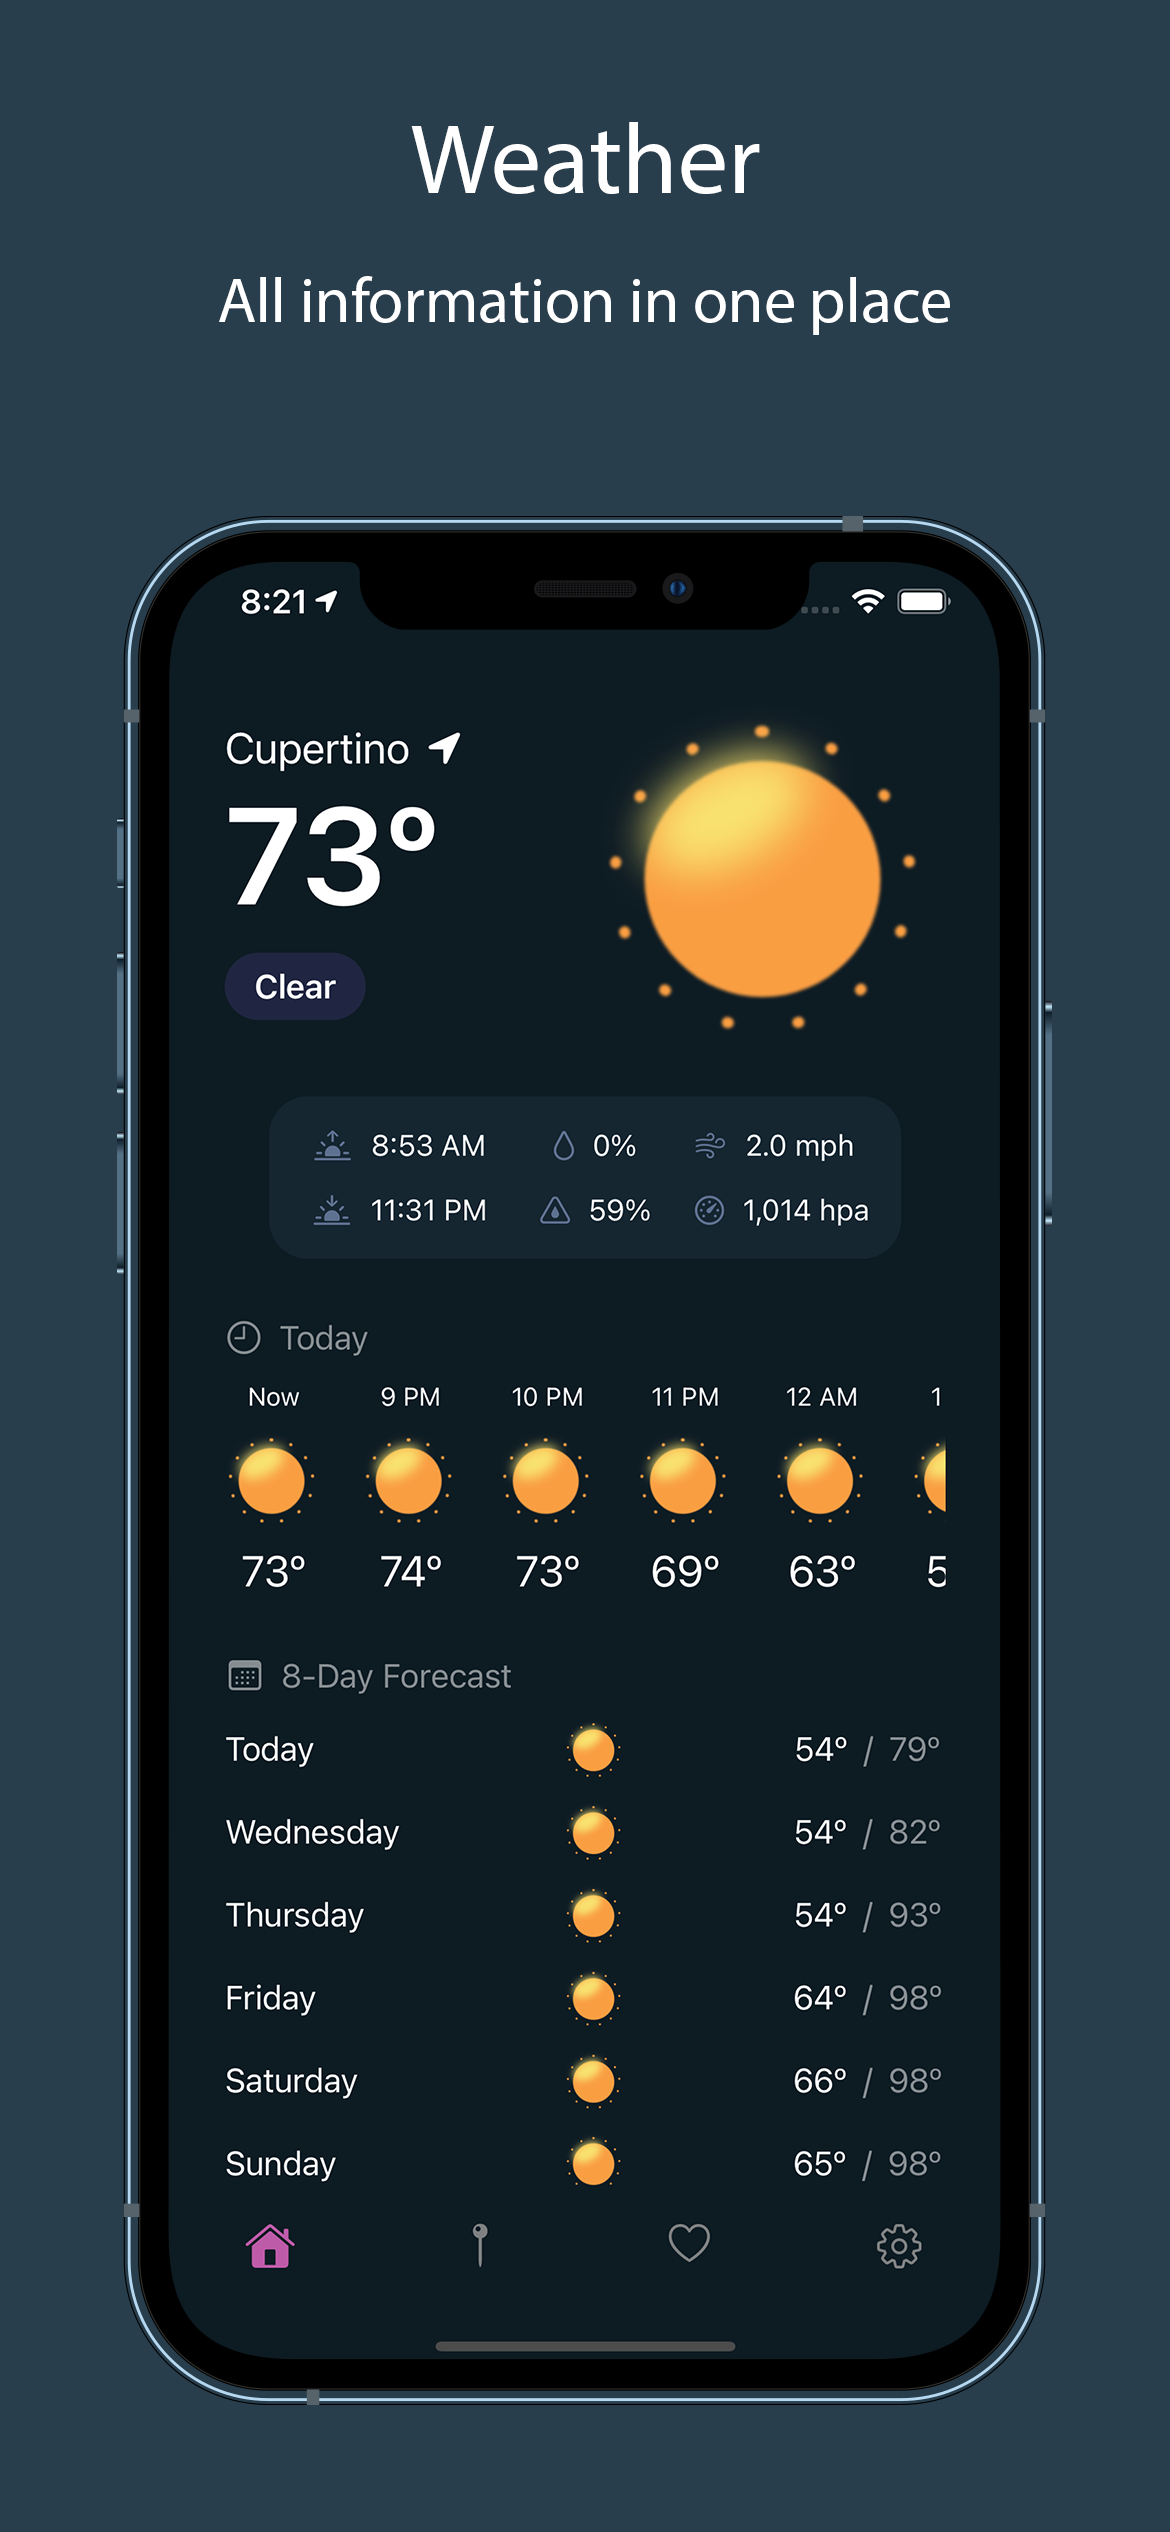 Weather
All information in one place
8:21
Cupertino
73°
Clear
8:53 AM 0% 2.0 mph
11:31 PM 59% 1,014 hpa
Today
Now 9 PM 10 PM 11 PM 12 AM 1
73° 74° 73° 69° 63° 5
8-Day Forecast
Today 54° / 79°
Wednesday 54° / 82°
Thursday 54° / 93°
Friday 64° / 98°
Saturday 66° / 98°
Sunday 65° / 98°